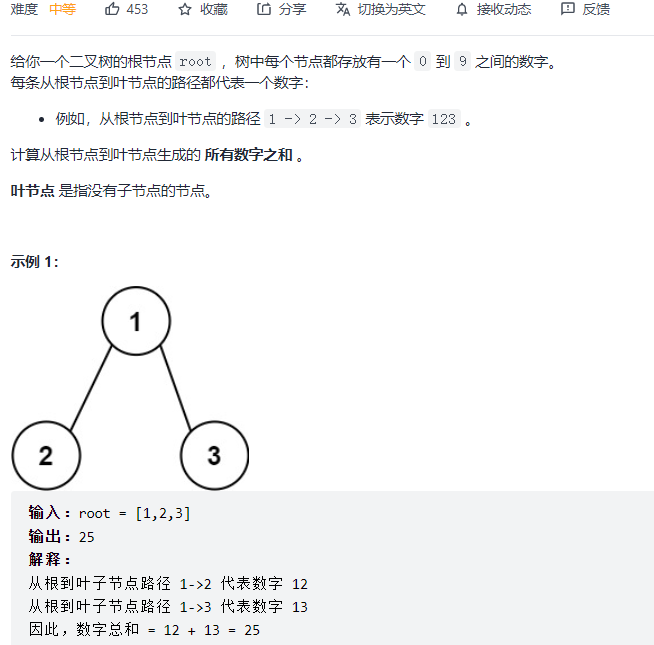 难度 中等 453 收藏 分享 切换为英文 接收动态 反馈
给你一个二叉树的根节点 root ，树中每个节点都存放有一个 0 到 9 之间的数字。
每条从根节点到叶节点的路径都代表一个数字：
• 例如，从根节点到叶节点的路径 1 -> 2 -> 3 表示数字 123 。
计算从根节点到叶节点生成的 所有数字之和 。
叶节点 是指没有子节点的节点。
示例 1：
1
2 3
输入：root = [1,2,3]
输出：25
解释：
从根到叶子节点路径 1->2 代表数字 12
从根到叶子节点路径 1->3 代表数字 13
因此，数字总和 = 12 + 13 = 25